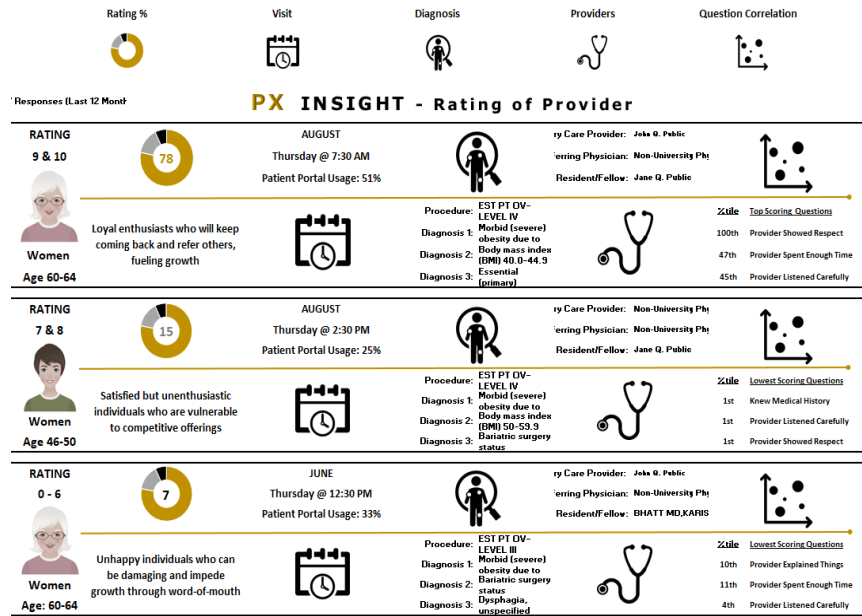 Rating %
Visit
Diagnosis
Providers
Question Correlation
Responses (Last 12 Month
PX INSIGHT - Rating of Provider
RATING
9 & 10
Women
Age 60-64
78
Loyal enthusiasts who will keep
coming back and refer others,
fueling growth
AUGUST
Thursday @ 7:30 AM
Patient Portal Usage: 51%
Procedure: EST PT OV-
LEVEL IV
Diagnosis 1: Morbid (severe)
obesity due to
Diagnosis 2: Body mass index
(BMI) 40.0-44.9
Diagnosis 3: Essential
(primary)
ry Care Provider: John Q. Public
erring Physician: Non-University Phy
Resident/Fellow: Jane Q. Public
%tile Top Scoring Questions
100th Provider Showed Respect
47th Provider Spent Enough Time
45th Provider Listened Carefully
RATING
7 & 8
Women
Age 46-50
15
Satisfied but unenthusiastic
individuals who are vulnerable
to competitive offerings
AUGUST
Thursday @ 2:30 PM
Patient Portal Usage: 25%
Procedure: EST PT OV-
LEVEL IV
Diagnosis 1: Morbid (severe)
obesity due to
Diagnosis 2: Body mass index
(BMI) 50-59.9
Diagnosis 3: Bariatric surgery
status
ry Care Provider: Non-University Phy
erring Physician: Non-University Phy
Resident/Fellow: Jane Q. Public
%tile Lowest Scoring Questions
1st Knew Medical History
1st Provider Listened Carefully
1st Provider Showed Respect
RATING
0 - 6
Women
Age: 60-64
7
Unhappy individuals who can
be damaging and impede
growth through word-of-mouth
JUNE
Thursday @ 12:30 PM
Patient Portal Usage: 33%
Procedure: EST PT OV-
LEVEL III
Diagnosis 1: Morbid (severe)
obesity due to
Diagnosis 2: Bariatric surgery
status
Diagnosis 3: Dysphagia,
unspecified
ry Care Provider: John Q. Public
erring Physician: Non-University Phy
Resident/Fellow: BHATT MD,KARIS
%tile Lowest Scoring Questions
10th Provider Explained Things
11th Provider Spent Enough Time
4th Provider Listened Carefully